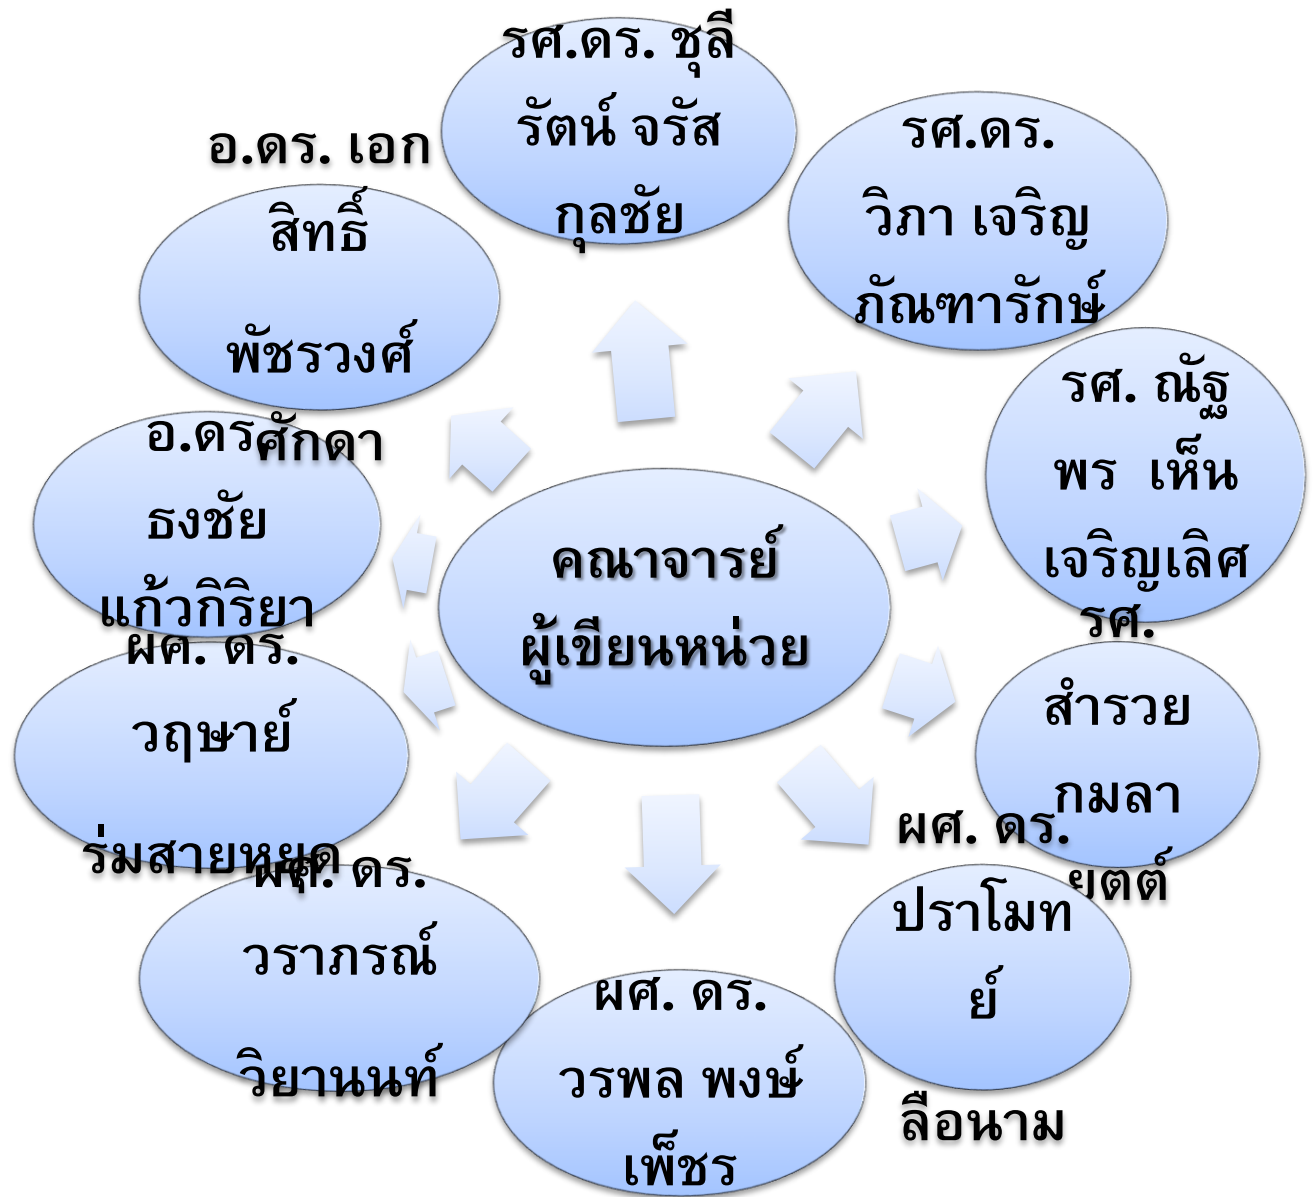 รศ.ดร. ชุลี
รัตน์ จรัส
กุลชัย
รศ.ดร.
วิภา เจริญ
ภัณฑารักษ์
รศ. ณัฐ
พร  เห็น
เจริญเลิศ
รศ.
สำรวย
กมลา
ยุตต์
ผศ. ดร.
ปราโมท
ย์
ลือนาม
ผศ. ดร.
วรพล พงษ์
เพ็ชร
ผศ. ดร.
วราภรณ์
วิยานนท์
ผศ. ดร.
วฤษาย์
ร่มสายหยุด
อ.ดร.
ธงชัย
แก้วกิริยา
อ.ดร. เอก
สิทธิ์
พัชรวงศ์
ศักดา
คณาจารย์
ผู้เขียนหน่วย